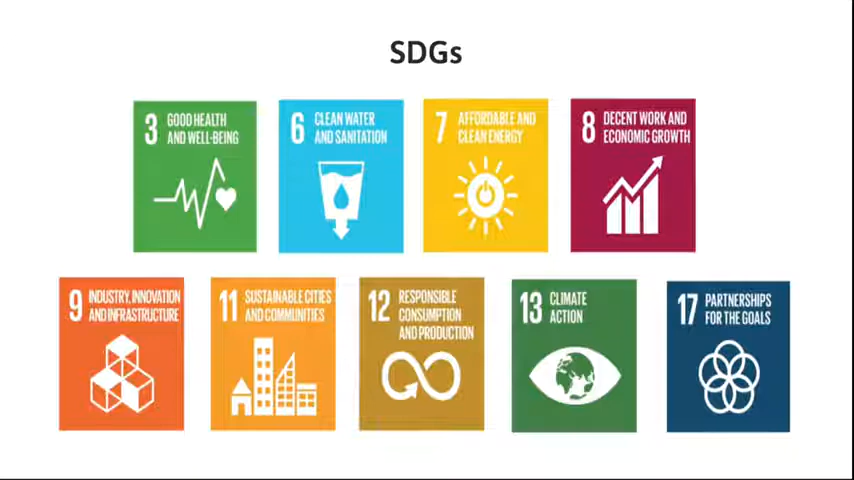 SDGs
3 GOOD HEALTH
AND WELL-BEING
6 CLEAN WATER
AND SANITATION
7 AFFORDABLE AND
CLEAN ENERGY
8 DECENT WORK AND
ECONOMIC GROWTH
9 INDUSTRY, INNOVATION
AND INFRASTRUCTURE
11 SUSTAINABLE CITIES
AND COMMUNITIES
12 RESPONSIBLE
CONSUMPTION
AND PRODUCTION
13 CLIMATE
ACTION
17 PARTNERSHIPS
FOR THE GOALS